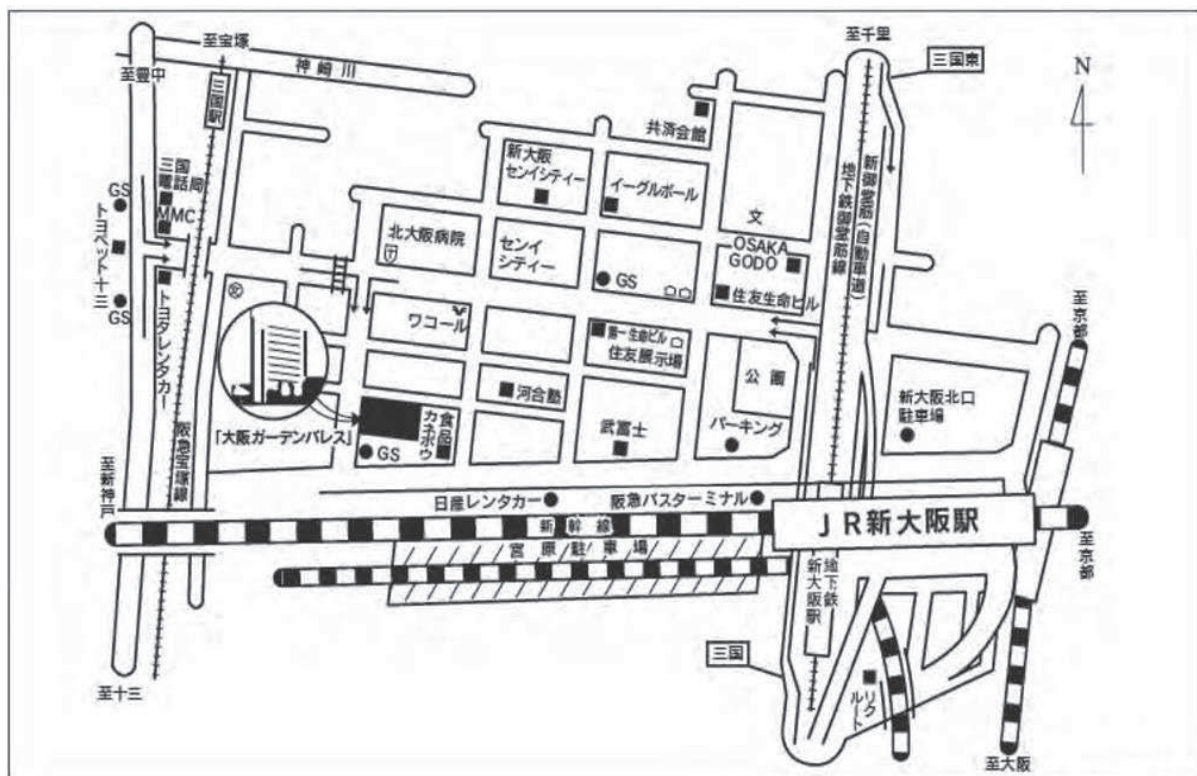 至宝塚
神崎川
至豊中
三国駅
至千里
三国東
N
共済会館
新大阪
センイシティー
イーグルボール
新御堂筋(自動車道)
地下鉄御堂筋線
三国
電話局
GS
MMC
トヨペット十三
GS
トヨタレンタカー
北大阪病院
センイ
シティー
文
OSAKA
GODO
GS
住友生命ビル
至京都
ワコール
第一生命ビル
住友展示場
公園
新大阪北口
駐車場
河合塾
「大阪ガーデンパレス」
カネボウ
食品
GS
武富士
パーキング
阪急宝塚線
至新神戸
日産レンタカー
阪急バスターミナル
新幹線
JR新大阪駅
宮原駐車場
至京都
地下鉄
新大阪駅
三国
リク
ルート
至十三
至大阪